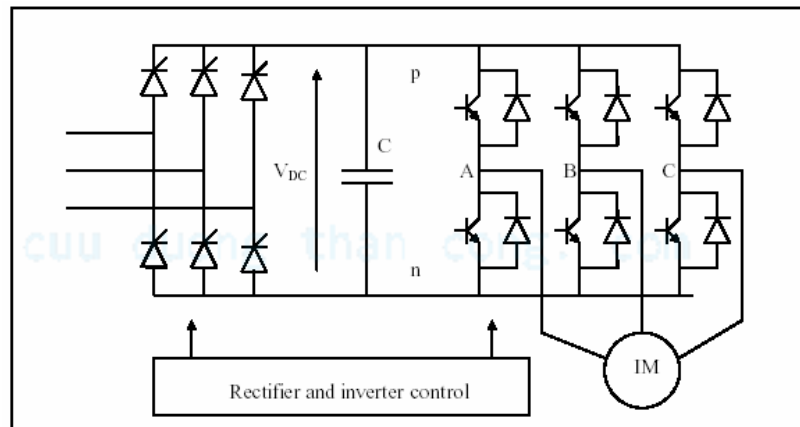 p
C
V_DC
A
B
C
cuu duong than cong. com
n
IM
Rectifier and inverter control